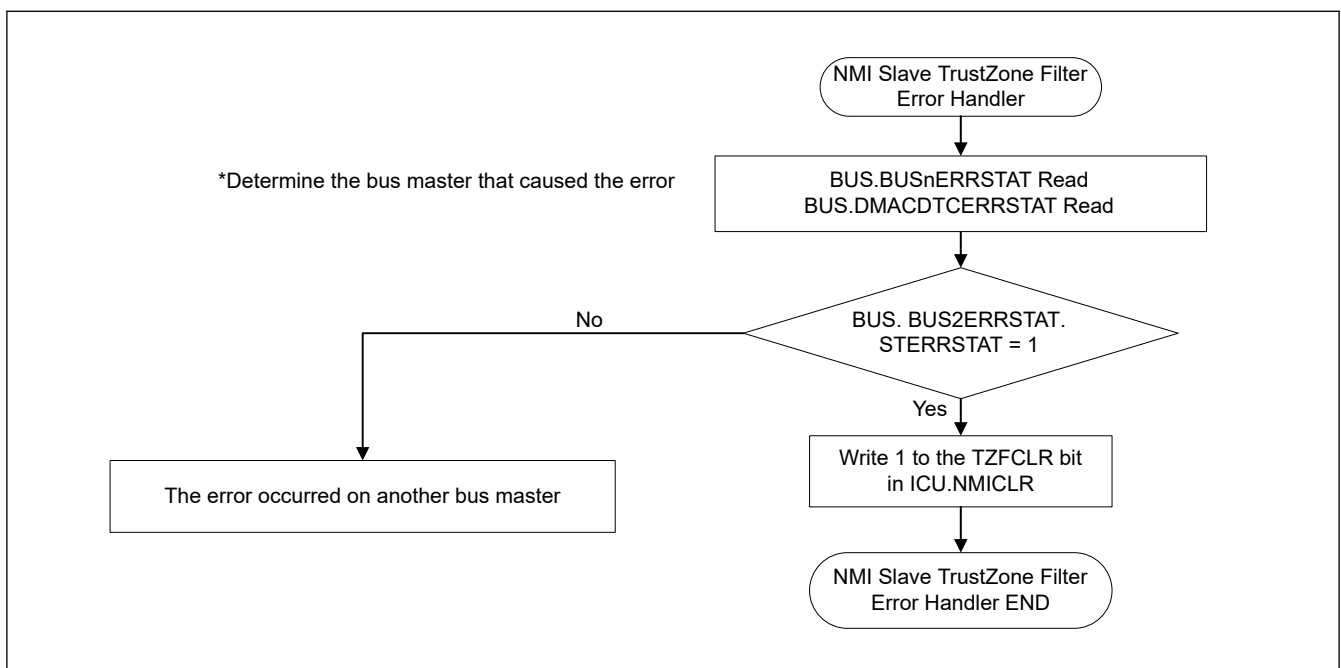 NMI Slave TrustZone Filter
Error Handler
*Determine the bus master that caused the error
BUS.BUSnERRSTAT Read
BUS.DMACDTCERRSTAT Read
No
BUS. BUS2ERRSTAT.
STERRSTAT = 1
Yes
Write 1 to the TZFCLR bit
in ICU.NMICLR
The error occurred on another bus master
NMI Slave TrustZone Filter
Error Handler END